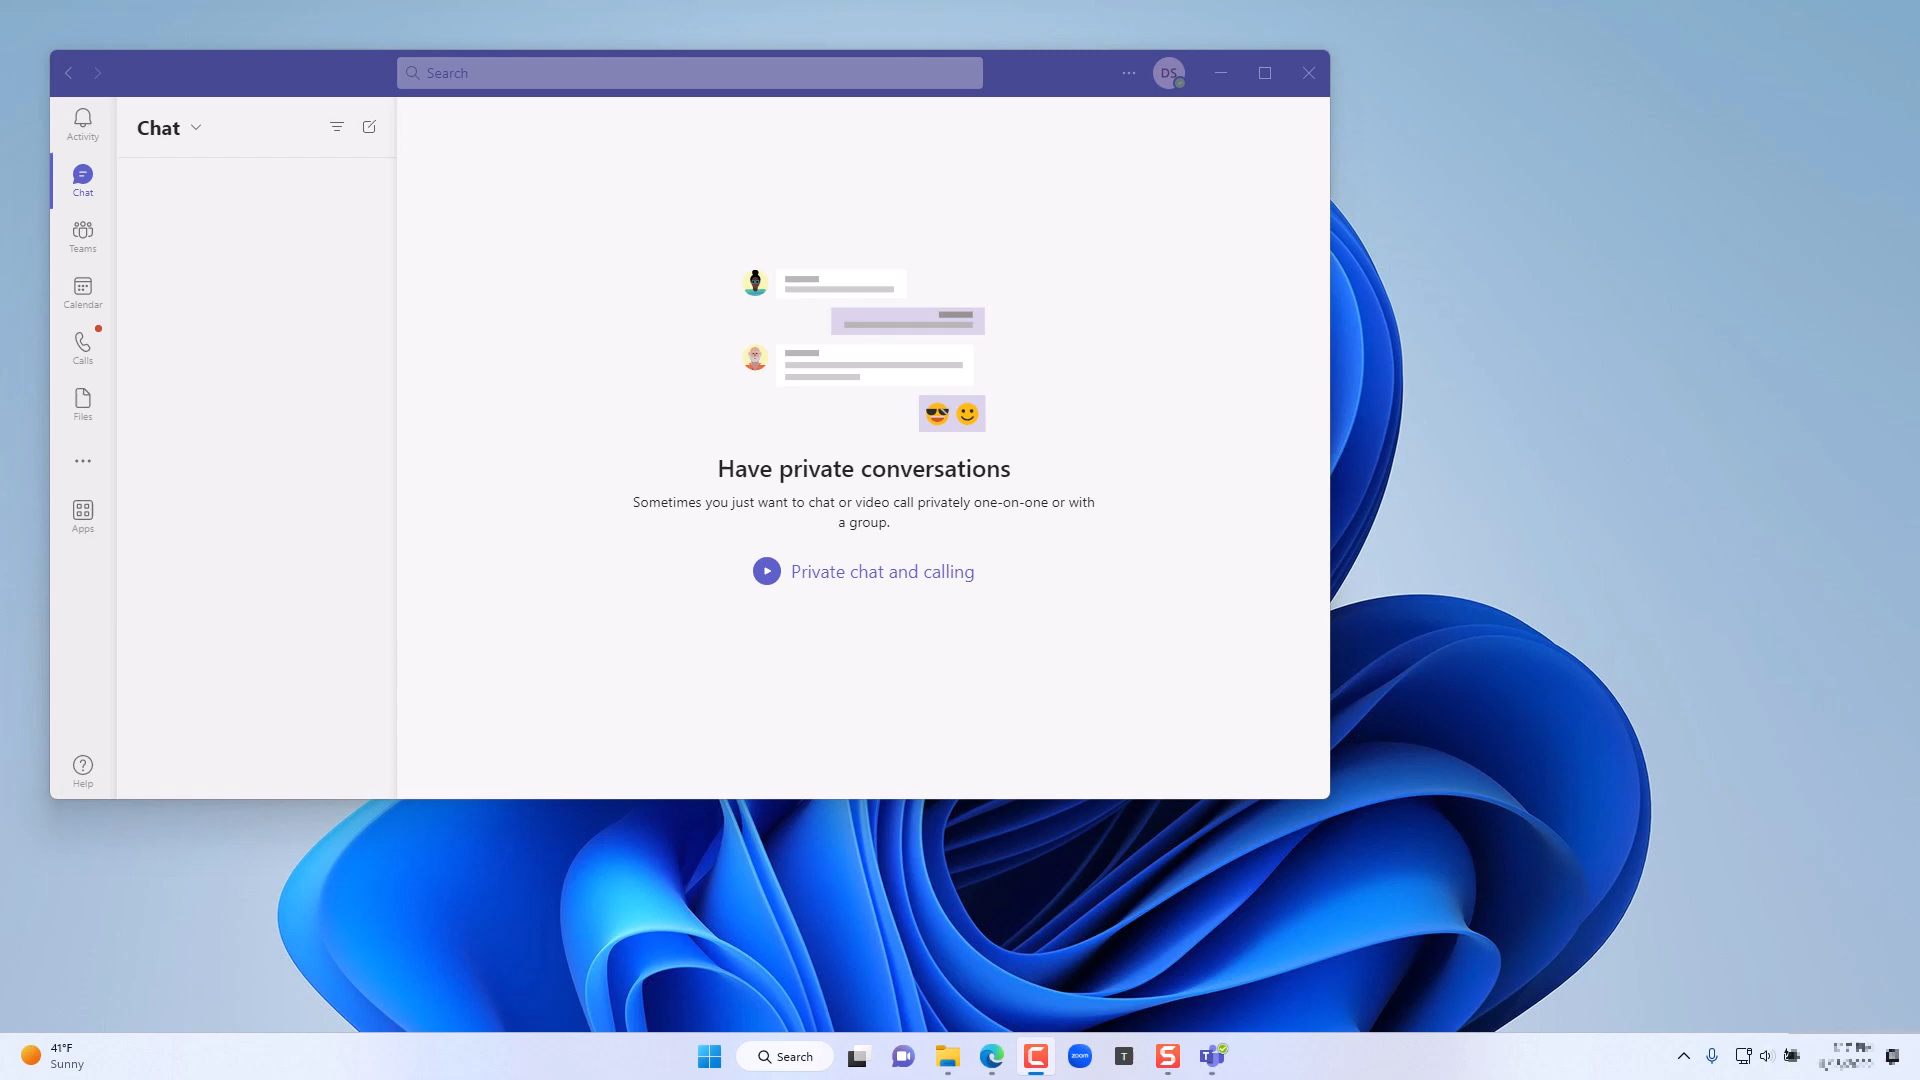 Search
DS
Activity
Chat
Chat
Teams
Calendar
Calls
Files
Apps
Help
Have private conversations
Sometimes you just want to chat or video call privately one-on-one or with
a group.
Private chat and calling
41°F
Sunny
Search
zoom
T
S
T